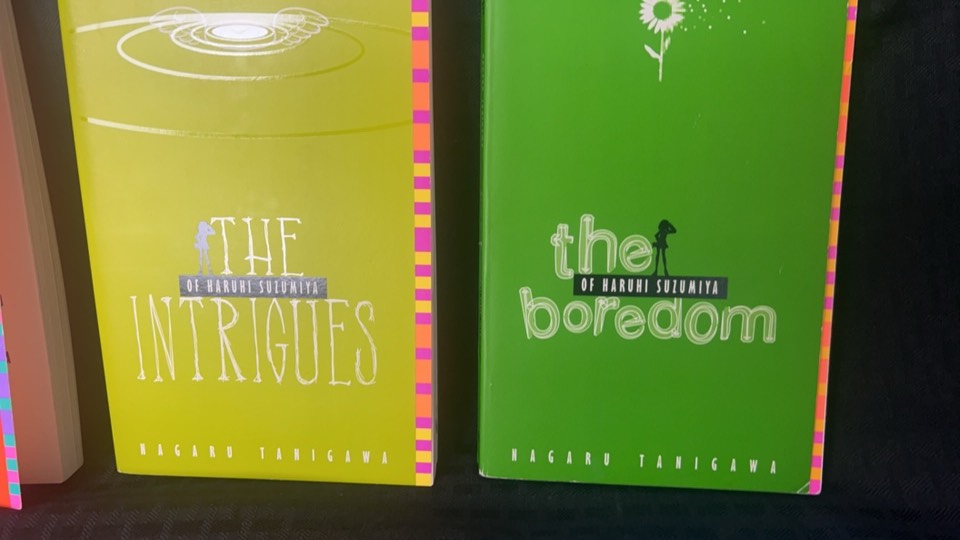 THE
OF HARUHI SUZUMIYA
INTRIGUES
NAGARU TANIGAWA
the
OF HARUHI SUZUMIYA
boredom
NAGARU TANIGAWA